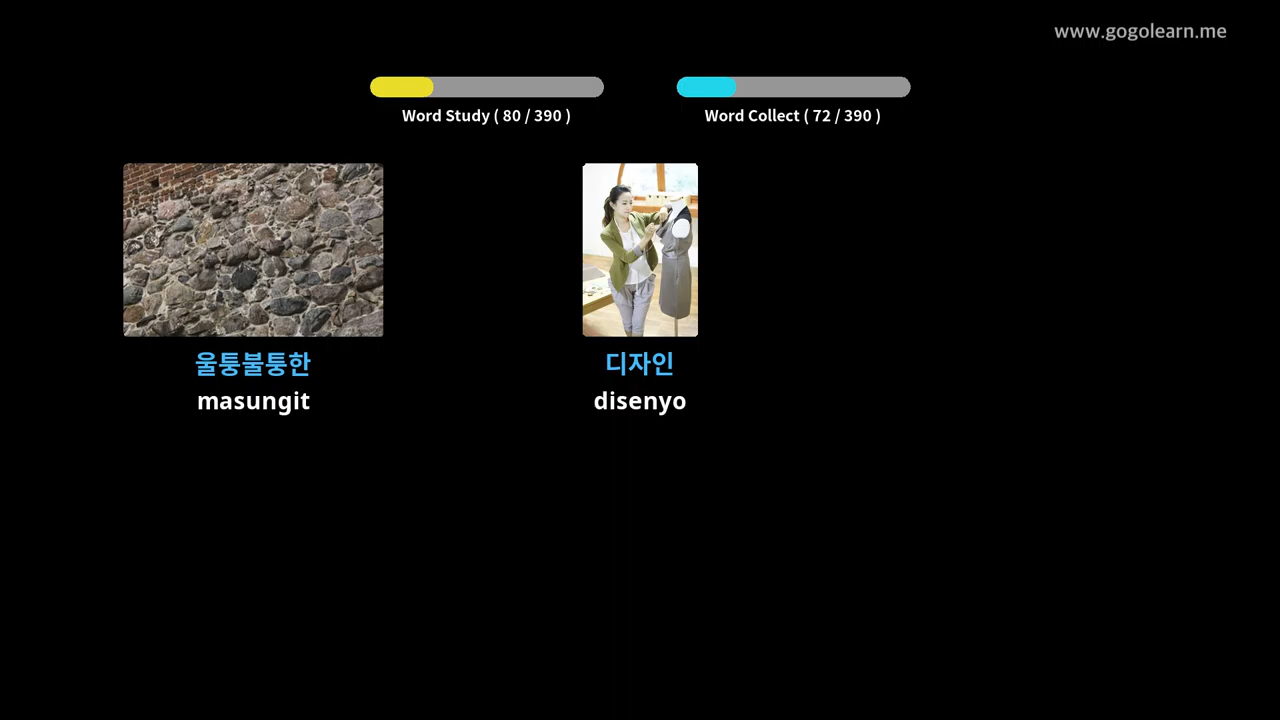 www.gogolearn.me
Word Study ( 80 / 390 )
Word Collect ( 72 / 390 )
울퉁불퉁한
masungit
디자인
disenyo